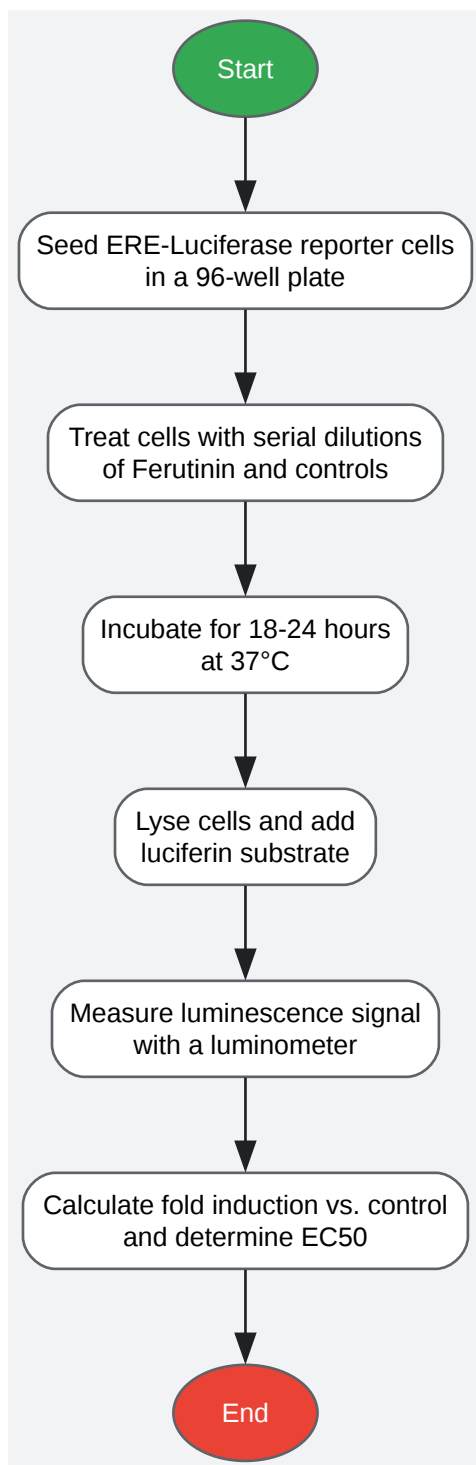 Start
Seed ERE-Luciferase reporter cells
in a 96-well plate
Treat cells with serial dilutions
of Ferutinin and controls
Incubate for 18-24 hours
at 37°C
Lyse cells and add
luciferin substrate
Measure luminescence signal
with a luminometer
Calculate fold induction vs. control
and determine EC50
End